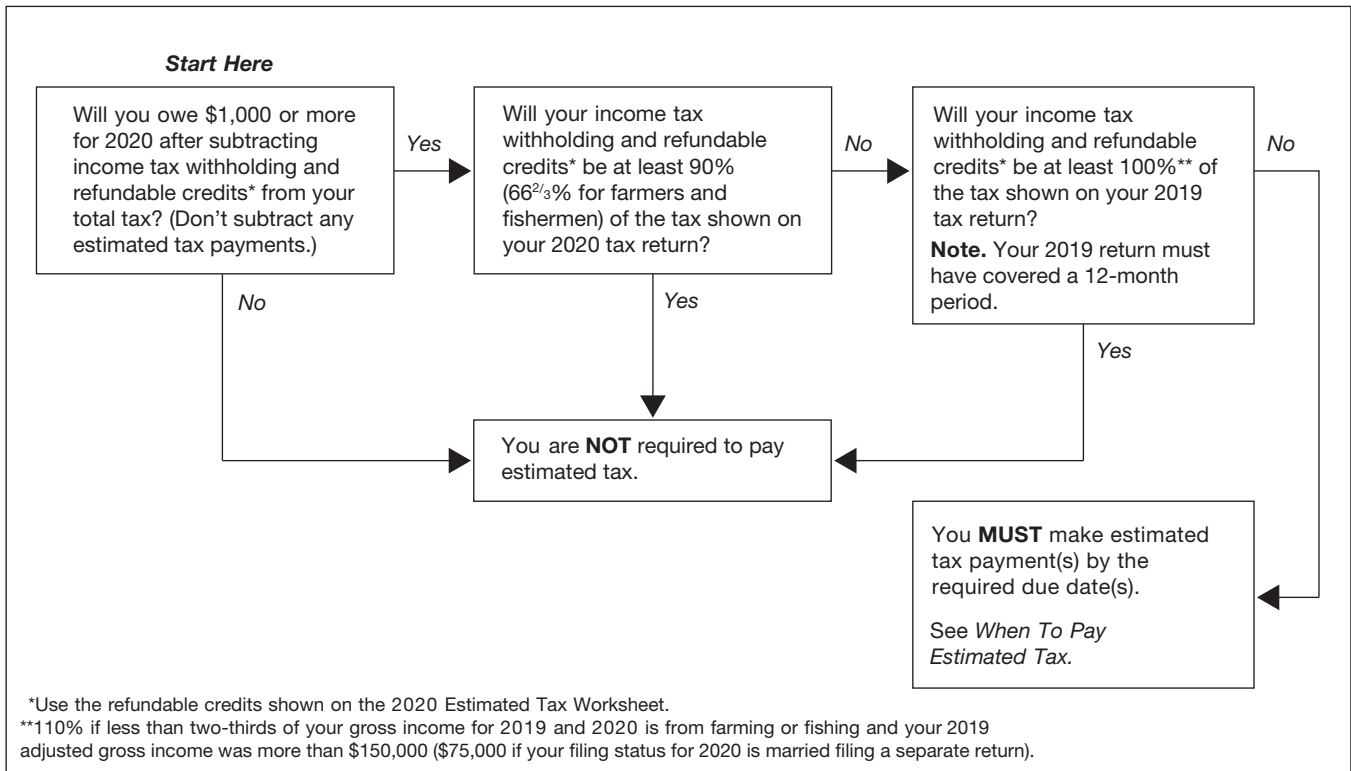 Start Here
Will you owe $1,000 or more
for 2020 after subtracting
income tax withholding and
refundable credits* from your
total tax? (Don’t subtract any
estimated tax payments.)
Yes
Will your income tax
withholding and refundable
credits* be at least 90%
(66 2/3% for farmers and
fishermen) of the tax shown on
your 2020 tax return?
No
Will your income tax
withholding and refundable
credits* be at least 100%** of
the tax shown on your 2019
tax return?
Note. Your 2019 return must
have covered a 12-month
period.
No
No
Yes
Yes
You are NOT required to pay
estimated tax.
You MUST make estimated
tax payment(s) by the
required due date(s).
See When To Pay
Estimated Tax.
*Use the refundable credits shown on the 2020 Estimated Tax Worksheet.
**110% if less than two-thirds of your gross income for 2019 and 2020 is from farming or fishing and your 2019
adjusted gross income was more than $150,000 ($75,000 if your filing status for 2020 is married filing a separate return).